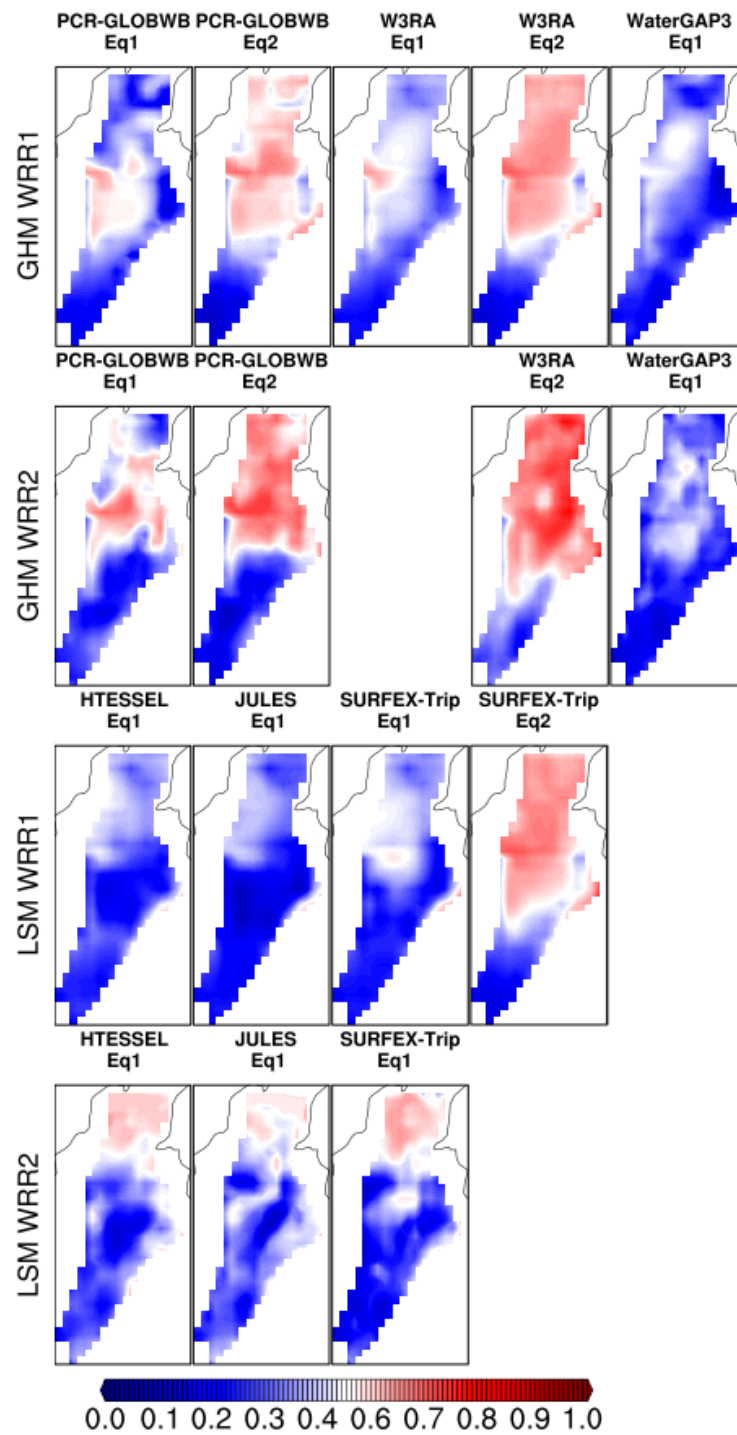 PCR-GLOBWB PCR-GLOBWB W3RA W3RA WaterGAP3
Eq1 Eq2 Eq1 Eq2 Eq1
GHM WRR1
PCR-GLOBWB PCR-GLOBWB W3RA WaterGAP3
Eq1 Eq2 Eq2 Eq1
GHM WRR2
HTESSEL JULES SURFEX-Trip SURFEX-Trip
Eq1 Eq1 Eq1 Eq2
LSM WRR1
HTESSEL JULES SURFEX-Trip
Eq1 Eq1 Eq1
LSM WRR2
0.0 0.1 0.2 0.3 0.4 0.6 0.7 0.8 0.9 1.0